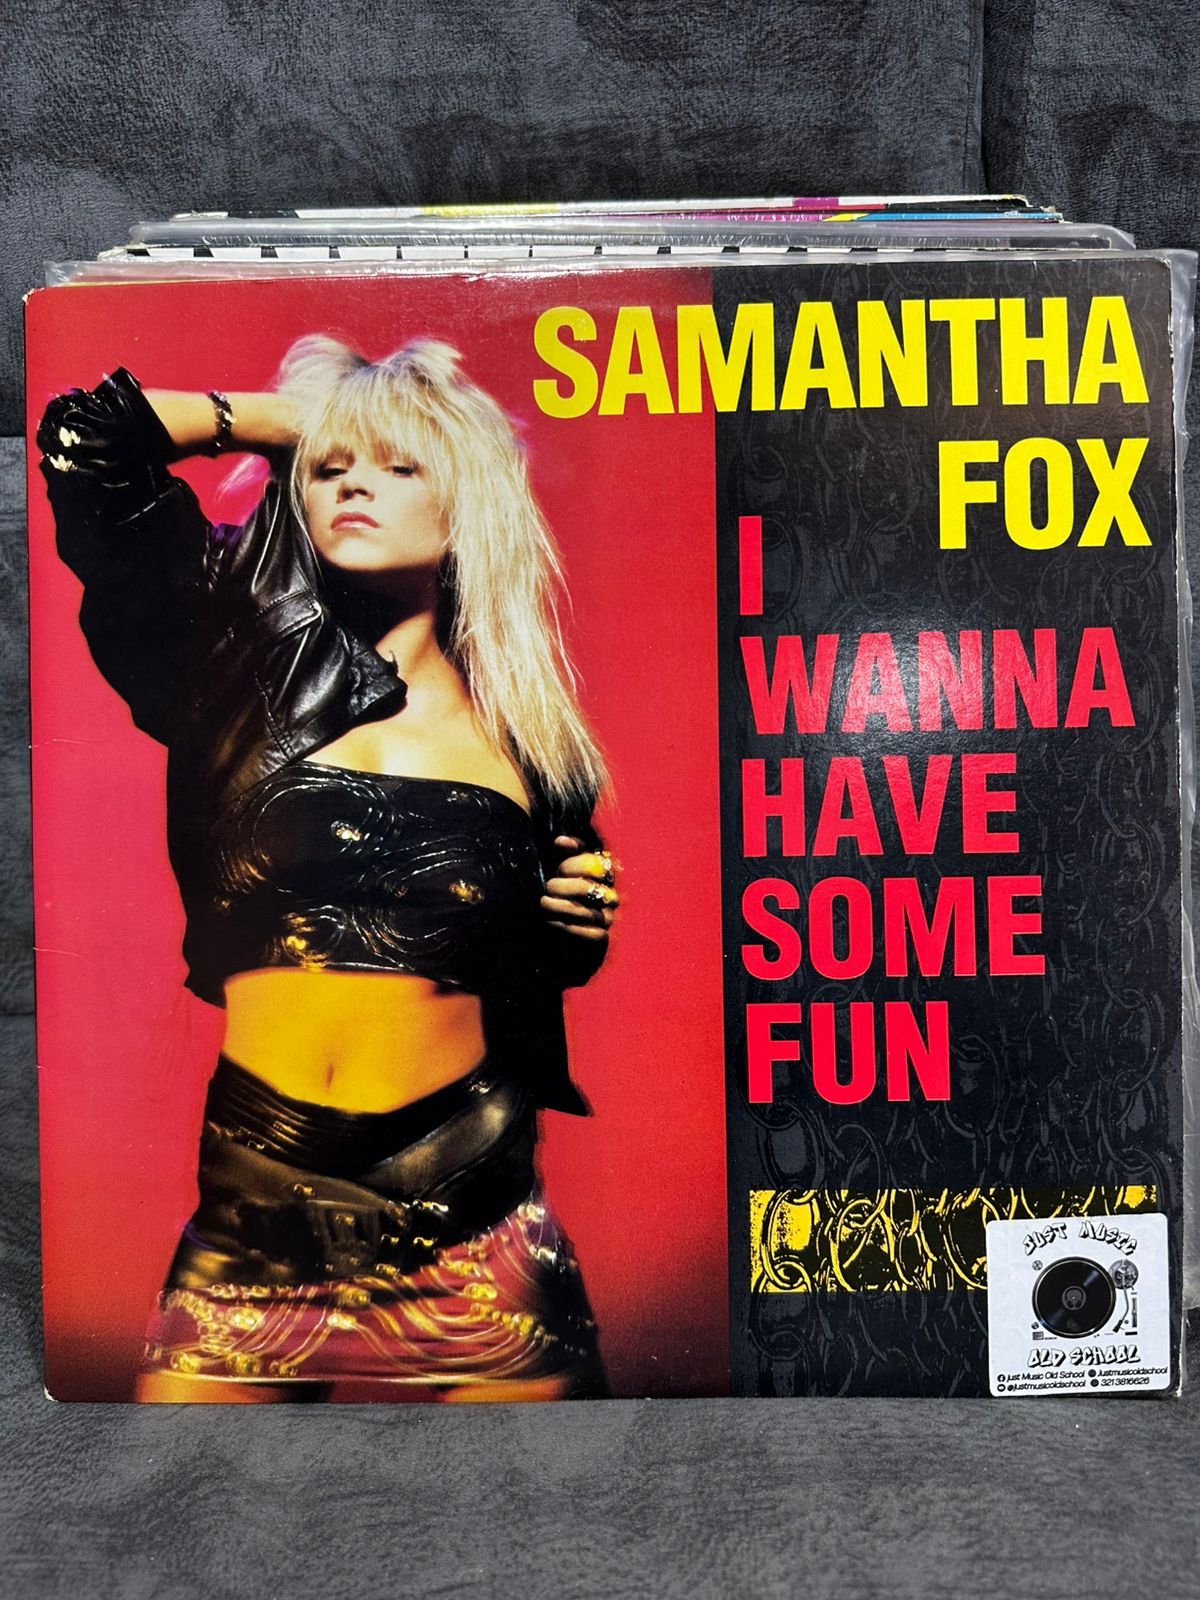 SAMANTHA
FOX
I
WANNA
HAVE
SOME
FUN
JUST MUSIC
OLD SCHOOL
Just Music Old School Justmusicoldschool
@justmusicoldschool 3213816626